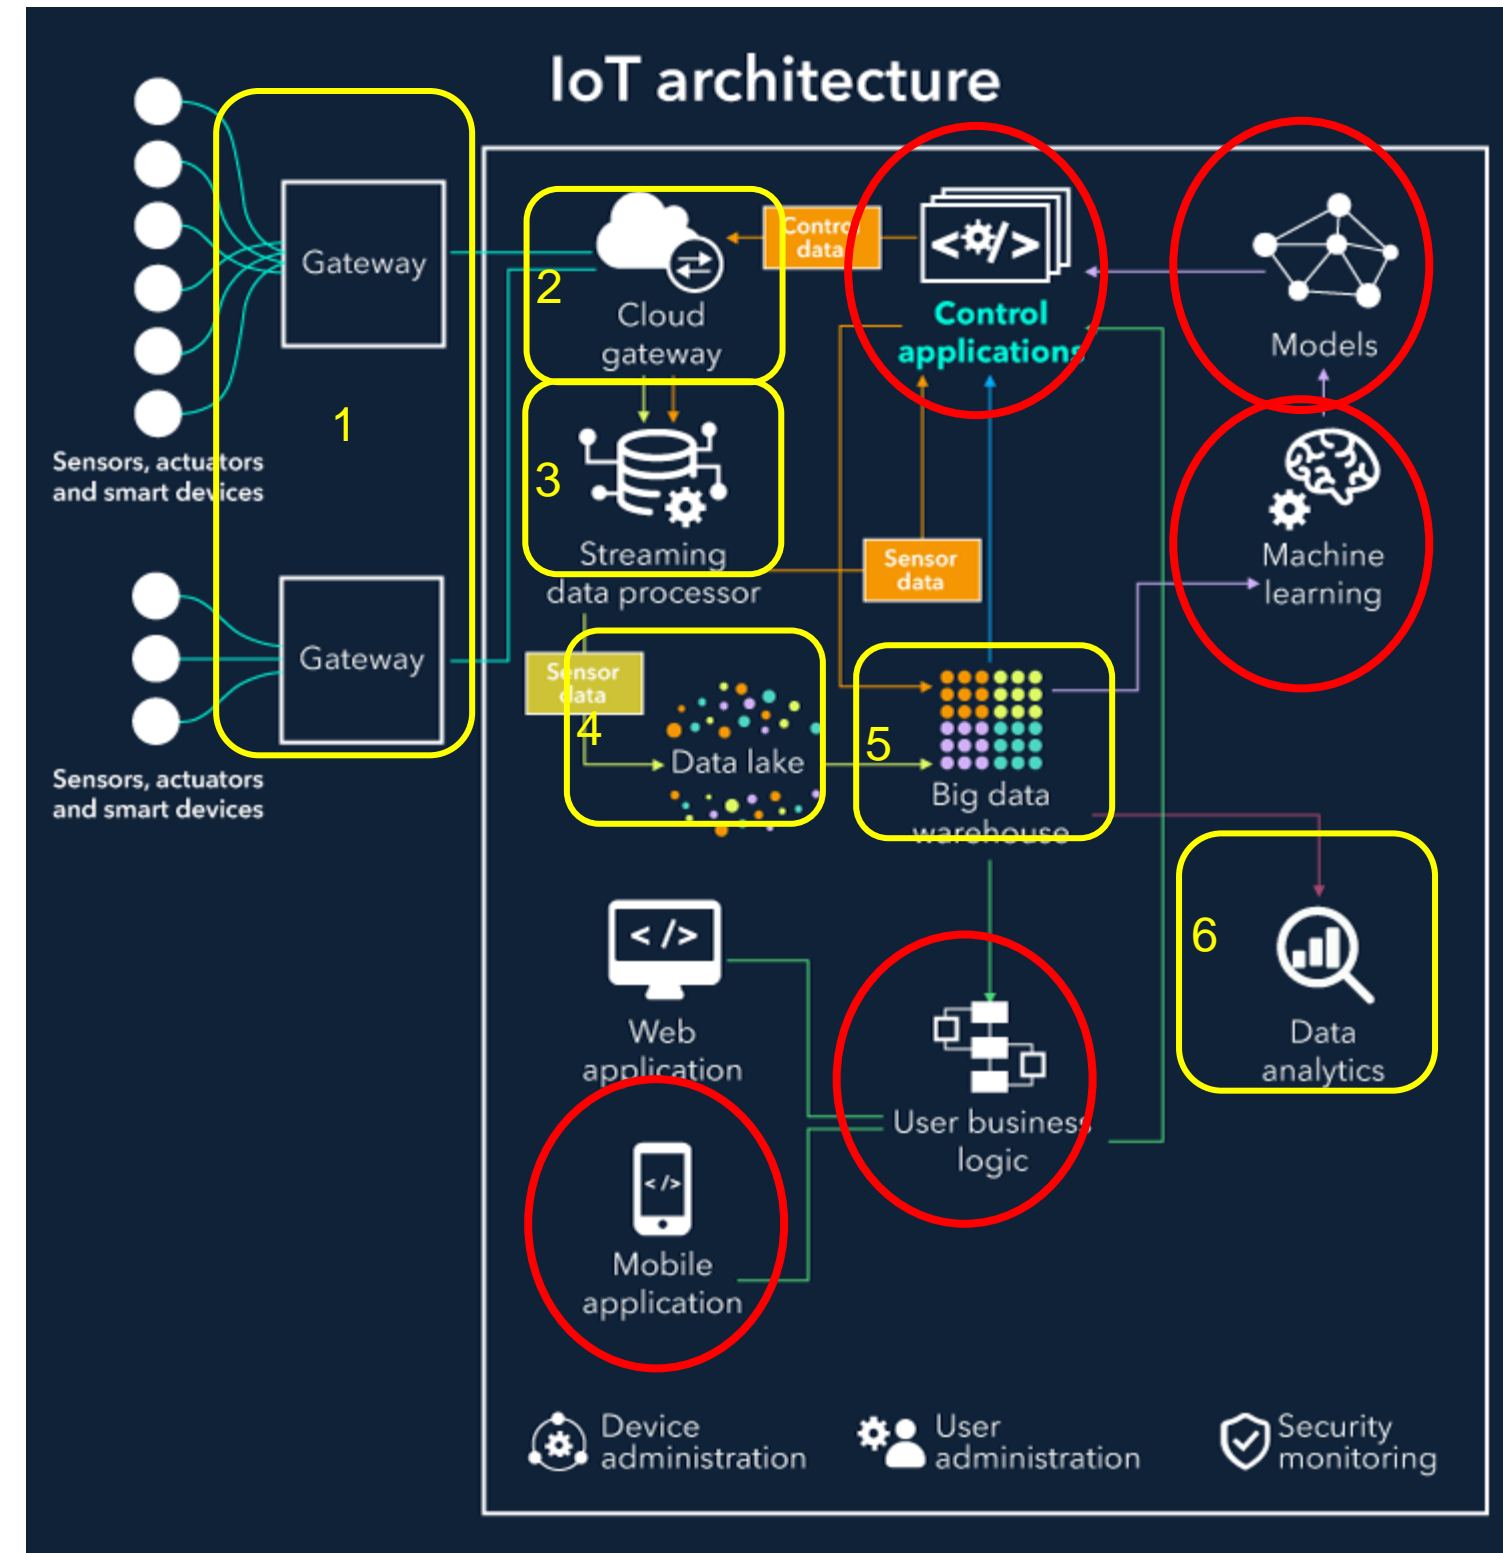 IoT architecture
Gateway
1
Sensors, actuators
and smart devices
Gateway
Sensors, actuators
and smart devices
2
Cloud
gateway
Control
data
< />
Control
applications
Models
3
Streaming
data processor
Sensor
data
Machine
learning
Sensor
data
4
Data lake
5
Big data
warehouse
6
Data
analytics
< />
Web
application
User business
logic
</>
Mobile
application
Device
administration
User
administration
Security
monitoring